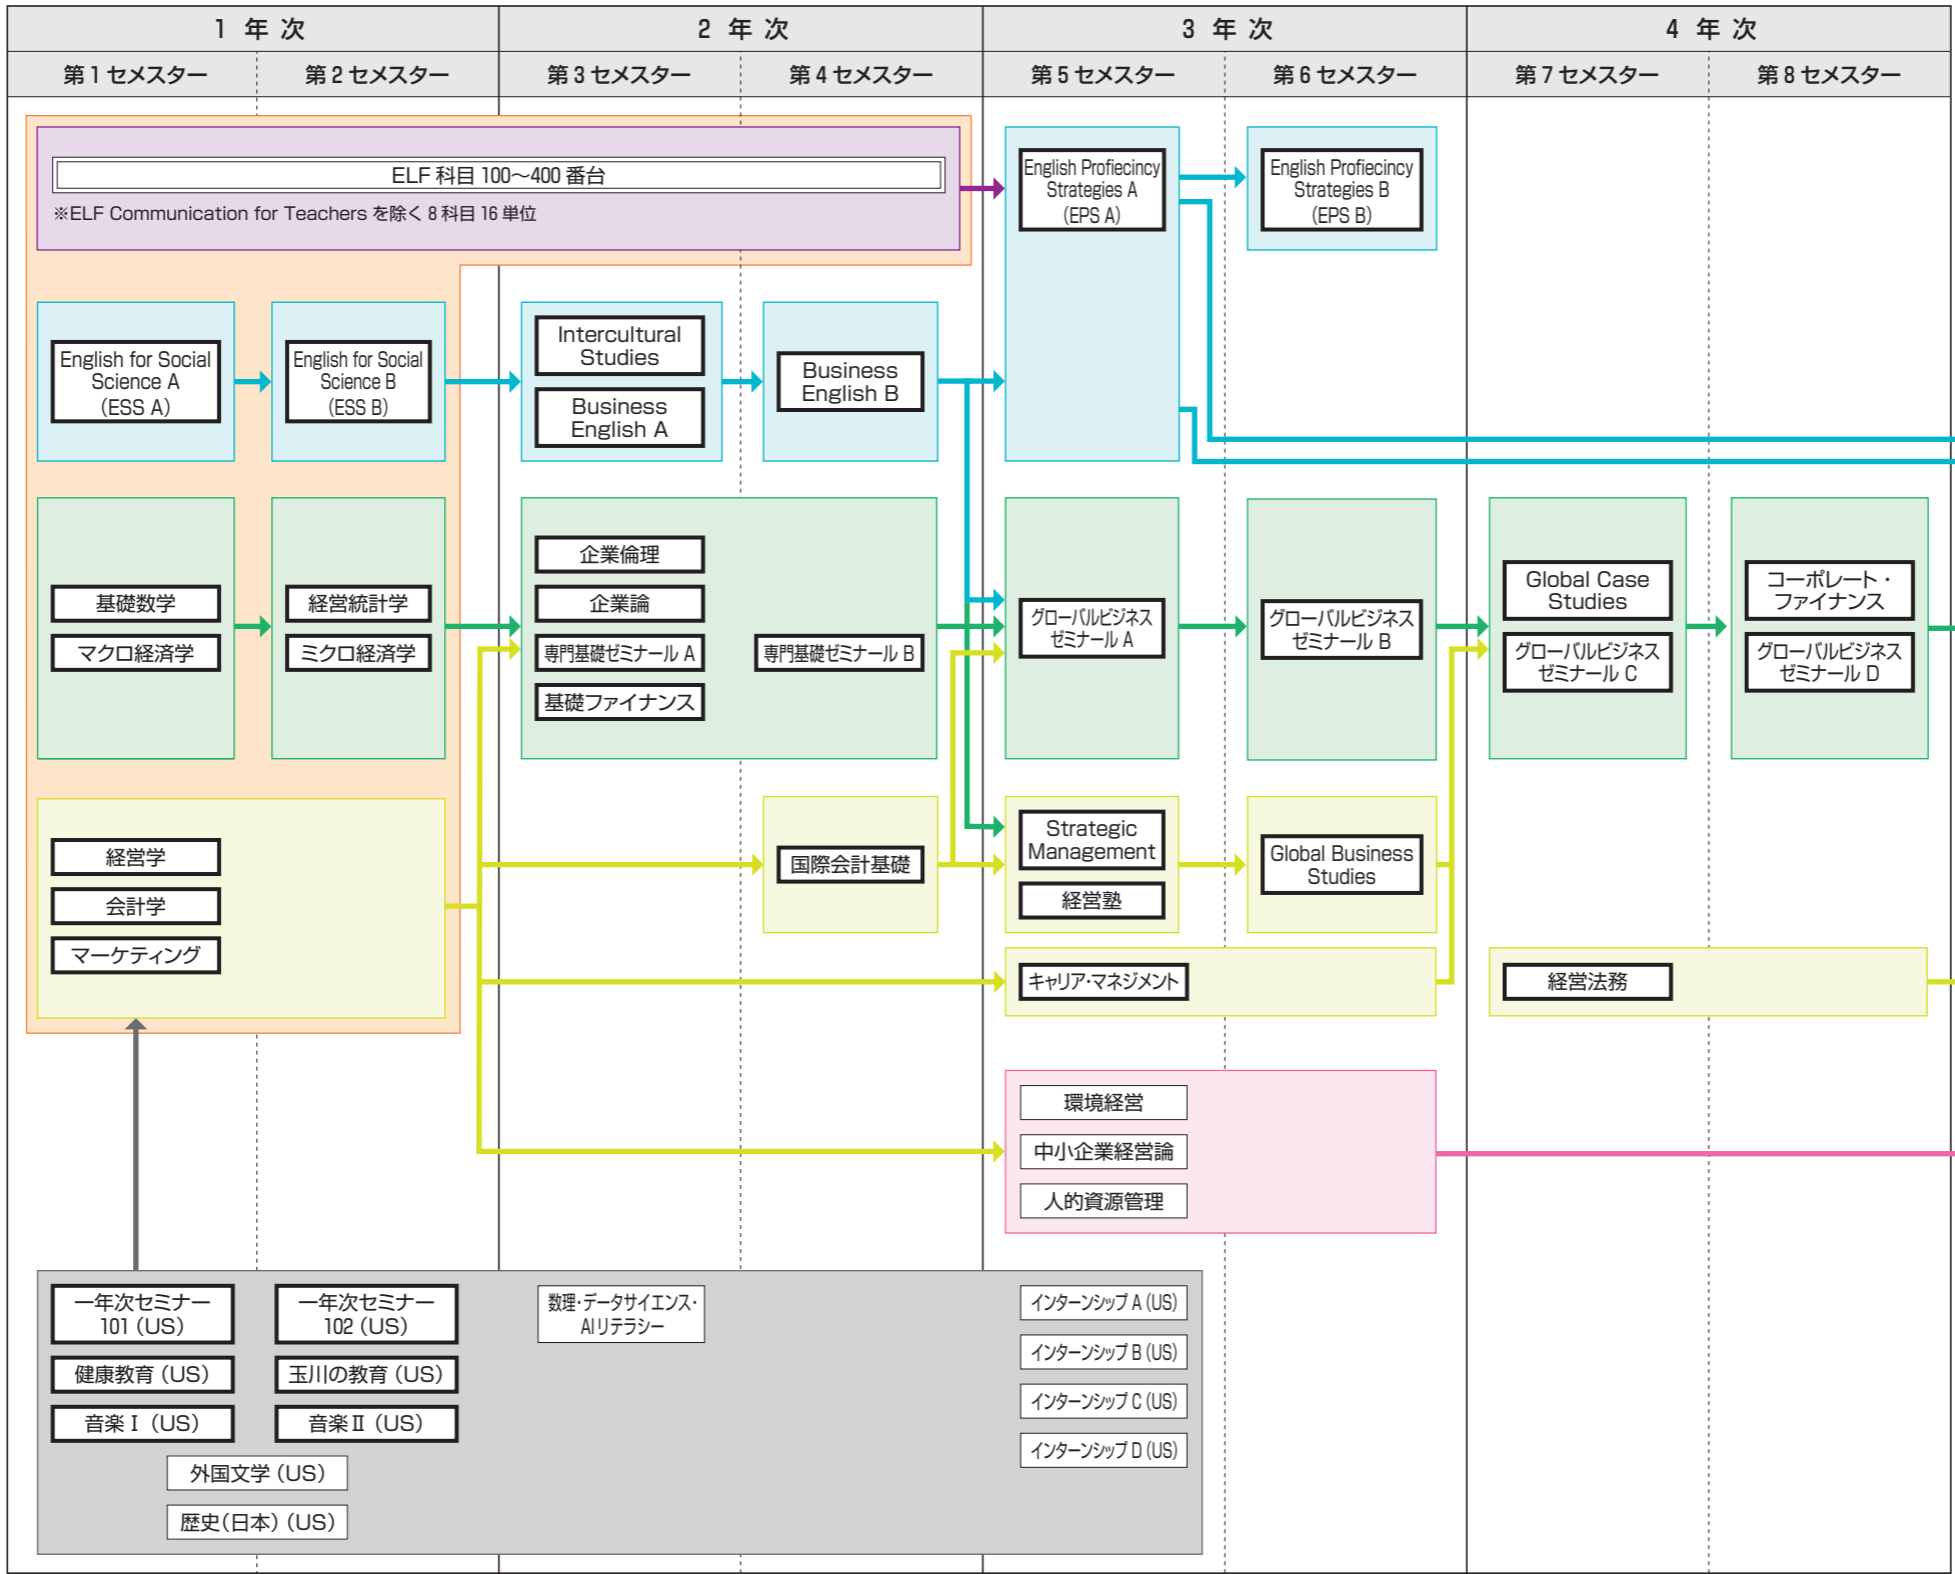 1 年 次
2 年 次
3 年 次
4 年 次
第1セメスター
第2セメスター
第3セメスター
第4セメスター
第5セメスター
第6セメスター
第7セメスター
第8セメスター
ELF 科目 100～400 番台
※ELF Communication for Teachers を除く 8 科目 16 単位
English Profiecincy
Strategies A
(EPS A)
English Profiecincy
Strategies B
(EPS B)
English for Social
Science A
(ESS A)
English for Social
Science B
(ESS B)
Intercultural
Studies
Business
English A
Business
English B
基礎数学
マクロ経済学
経営統計学
ミクロ経済学
企業倫理
企業論
専門基礎ゼミナール A
基礎ファイナンス
専門基礎ゼミナール B
グローバルビジネス
ゼミナール A
グローバルビジネス
ゼミナール B
Global Case
Studies
グローバルビジネス
ゼミナール C
コーポレート・
ファイナンス
グローバルビジネス
ゼミナール D
経営学
会計学
マーケティング
国際会計基礎
Strategic
Management
経営塾
Global Business
Studies
キャリア・マネジメント
経営法務
環境経営
中小企業経営論
人的資源管理
一年次セミナー
101（US）
健康教育（US）
音楽Ⅰ（US）
一年次セミナー
102（US）
玉川の教育（US）
音楽Ⅱ（US）
外国文学（US）
歴史（日本）（US）
数理・データサイエンス・
AIリテラシー
インターンシップ A（US）
インターンシップ B（US）
インターンシップ C（US）
インターンシップ D（US）